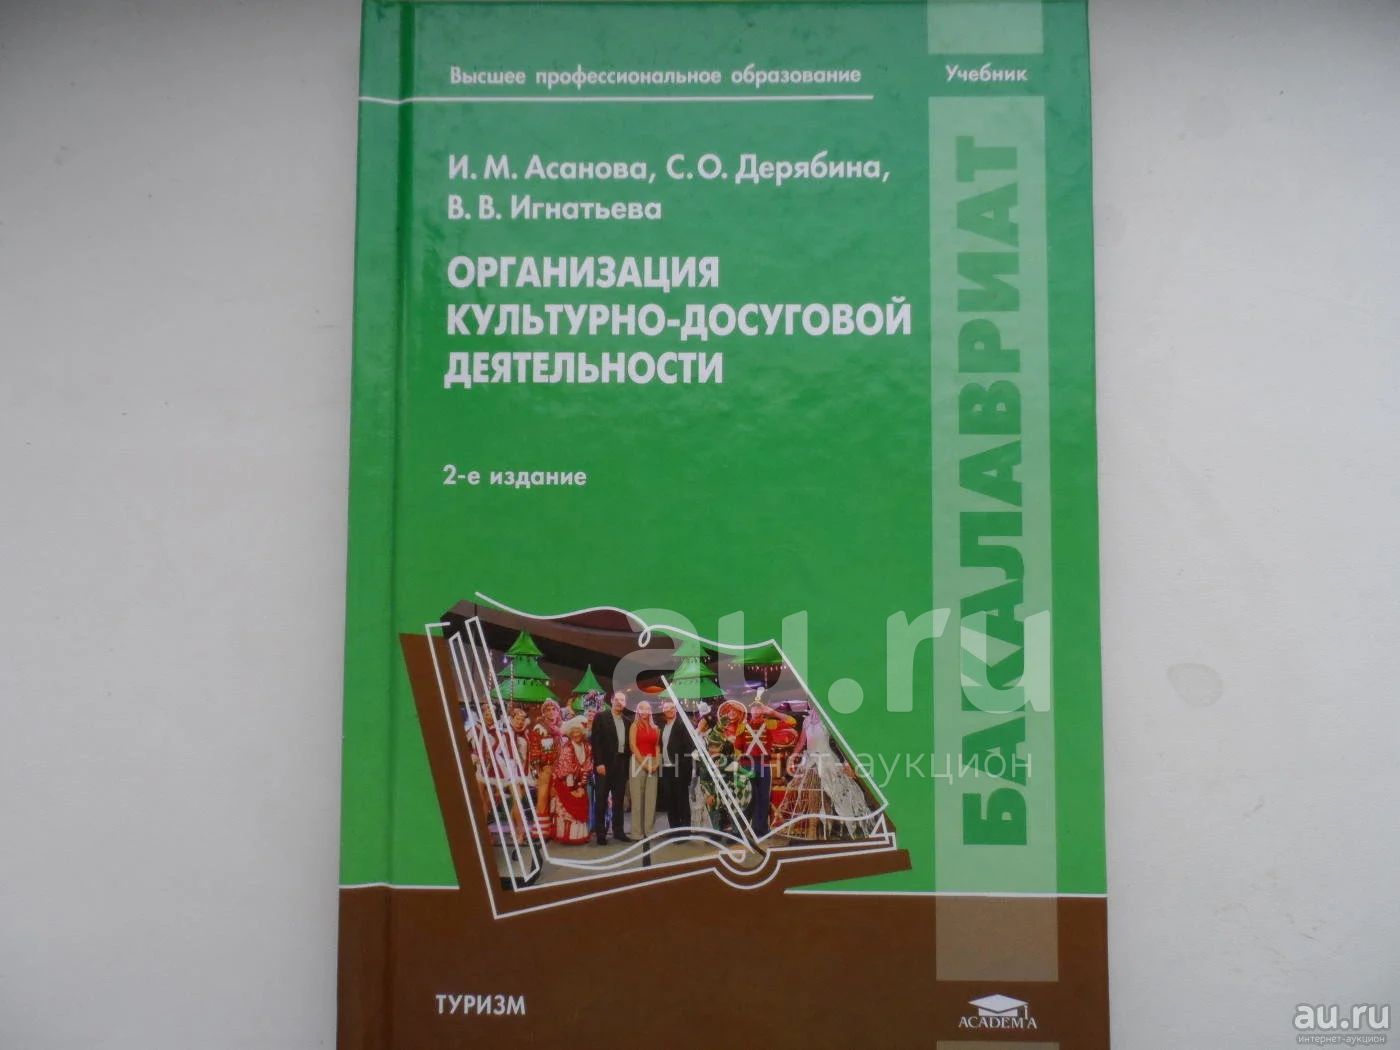 Высшее профессиональное образование
Учебник
И. М. Асанова, С. О. Дерябина,
В. В. Игнатьева
ОРГАНИЗАЦИЯ
КУЛЬТУРНО-ДОСУГОВОЙ
ДЕЯТЕЛЬНОСТИ
2-е издание
БАКАЛАВРИАТ
au.ru
интернет-аукцион
ТУРИЗМ
ACADEMA
au.ru
интернет-аукцион